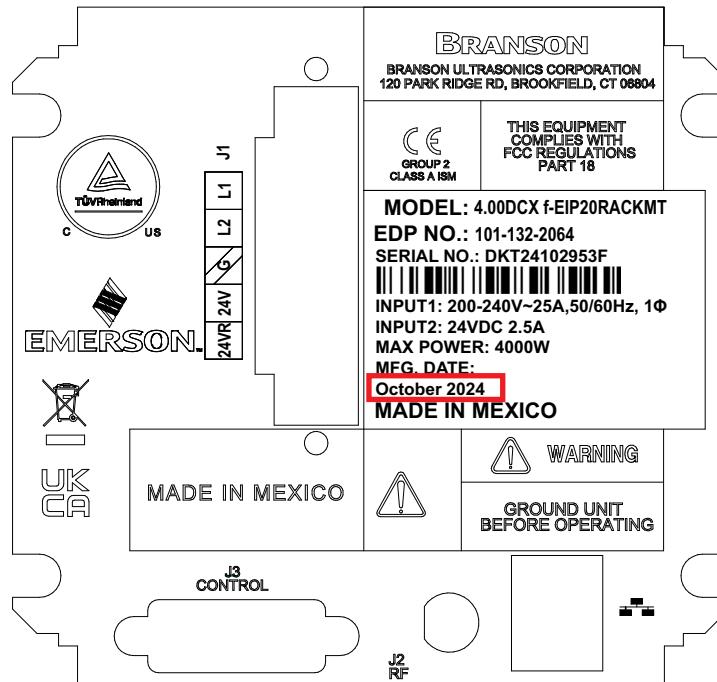 BRANSON
BRANSON ULTRASONICS CORPORATION
120 PARK RIDGE RD, BROOKFIELD, CT 06804
CE
GROUP 2
CLASS A ISM
THIS EQUIPMENT
COMPLIES WITH
FCC REGULATIONS
PART 18
TÜVRheinland
C US
J1
L1
L2
G
24V
24VR
EMERSON™
MODEL: 4.00DCX f-EIP20RACKMT
EDP NO.: 101-132-2064
SERIAL NO.: DKT24102953F
INPUT1: 200-240V~25A,50/60Hz, 1Φ
INPUT2: 24VDC 2.5A
MAX POWER: 4000W
MFG. DATE:
October 2024
MADE IN MEXICO
UK
CA
MADE IN MEXICO
WARNING
GROUND UNIT
BEFORE OPERATING
J3
CONTROL
J2
RF